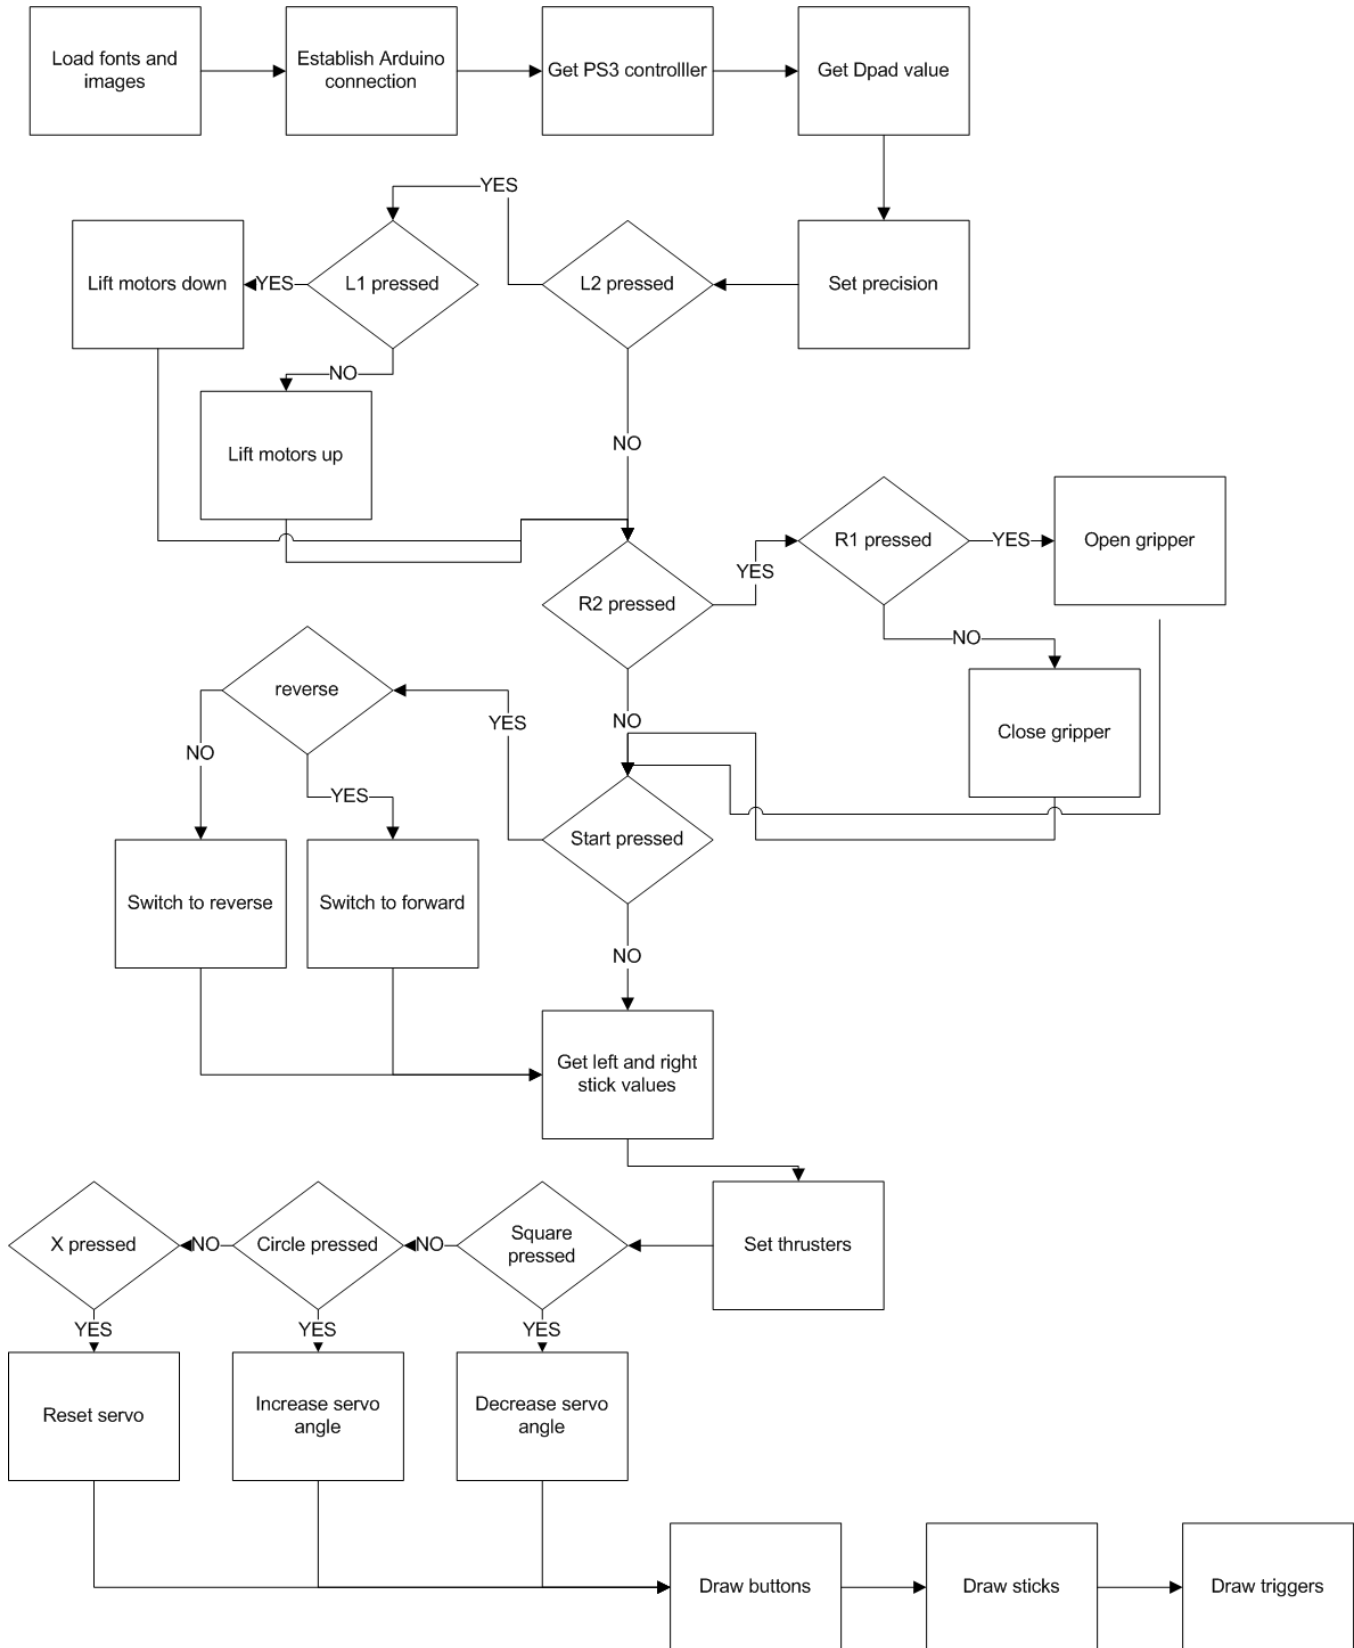 Load fonts and
images
Establish Arduino
connection
Get PS3 controlller
Get Dpad value
YES
Lift motors down
YES
L1 pressed
L2 pressed
Set precision
NO
Lift motors up
NO
R1 pressed
YES
Open gripper
YES
R2 pressed
NO
reverse
YES
NO
Close gripper
NO
YES
Start pressed
Switch to reverse
Switch to forward
NO
Get left and right
stick values
X pressed
NO
Circle pressed
NO
Square
pressed
Set thrusters
YES
YES
YES
Reset servo
Increase servo
angle
Decrease servo
angle
Draw buttons
Draw sticks
Draw triggers